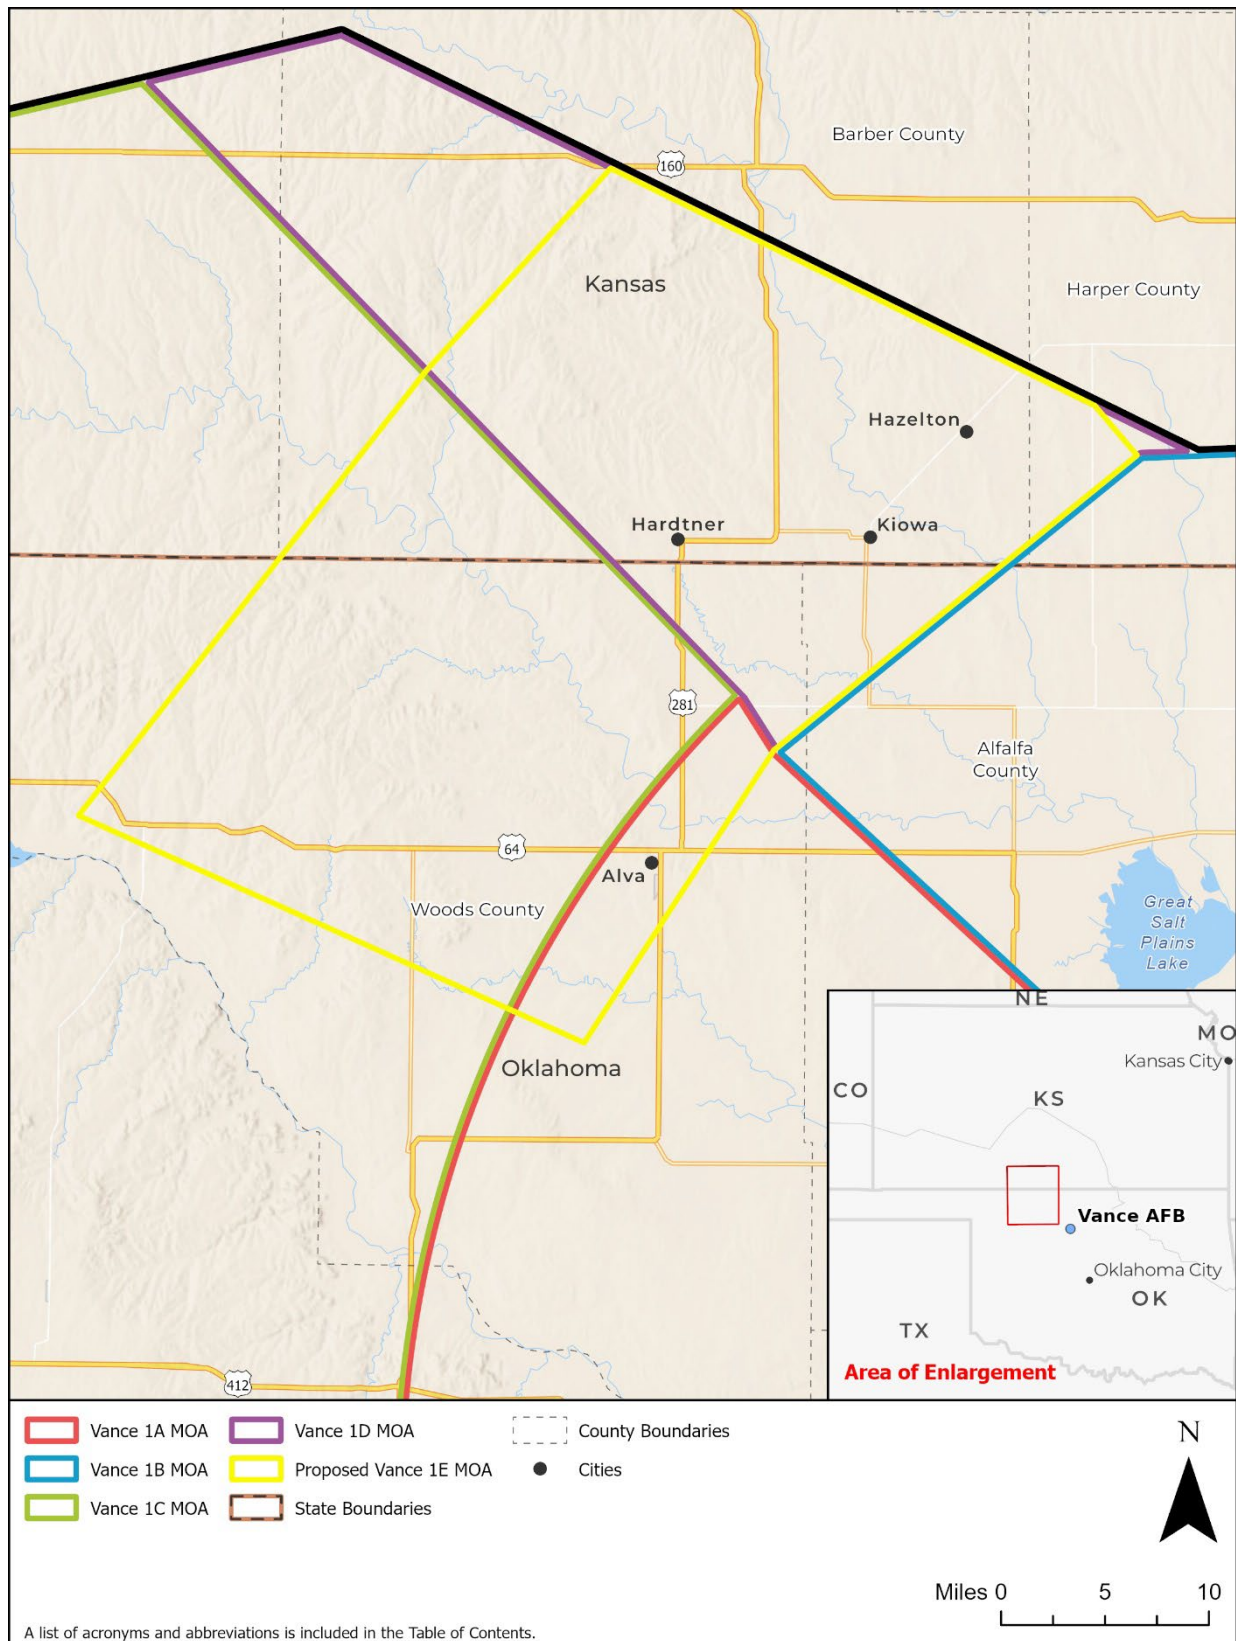 Barber County
160
Kansas
Harper County
Hazelton
Hardtner
Kiowa
281
Alfalfa
County
64
Alva
Woods County
Great
Salt
Plains
Lake
Oklahoma
412
NE
MO
Kansas City
CO
KS
Vance AFB
Oklahoma City
OK
TX
Area of Enlargement
Vance 1A MOA
Vance 1D MOA
County Boundaries
Vance 1B MOA
Proposed Vance 1E MOA
Cities
Vance 1C MOA
State Boundaries
N
Miles 0 5 10
A list of acronyms and abbreviations is included in the Table of Contents.